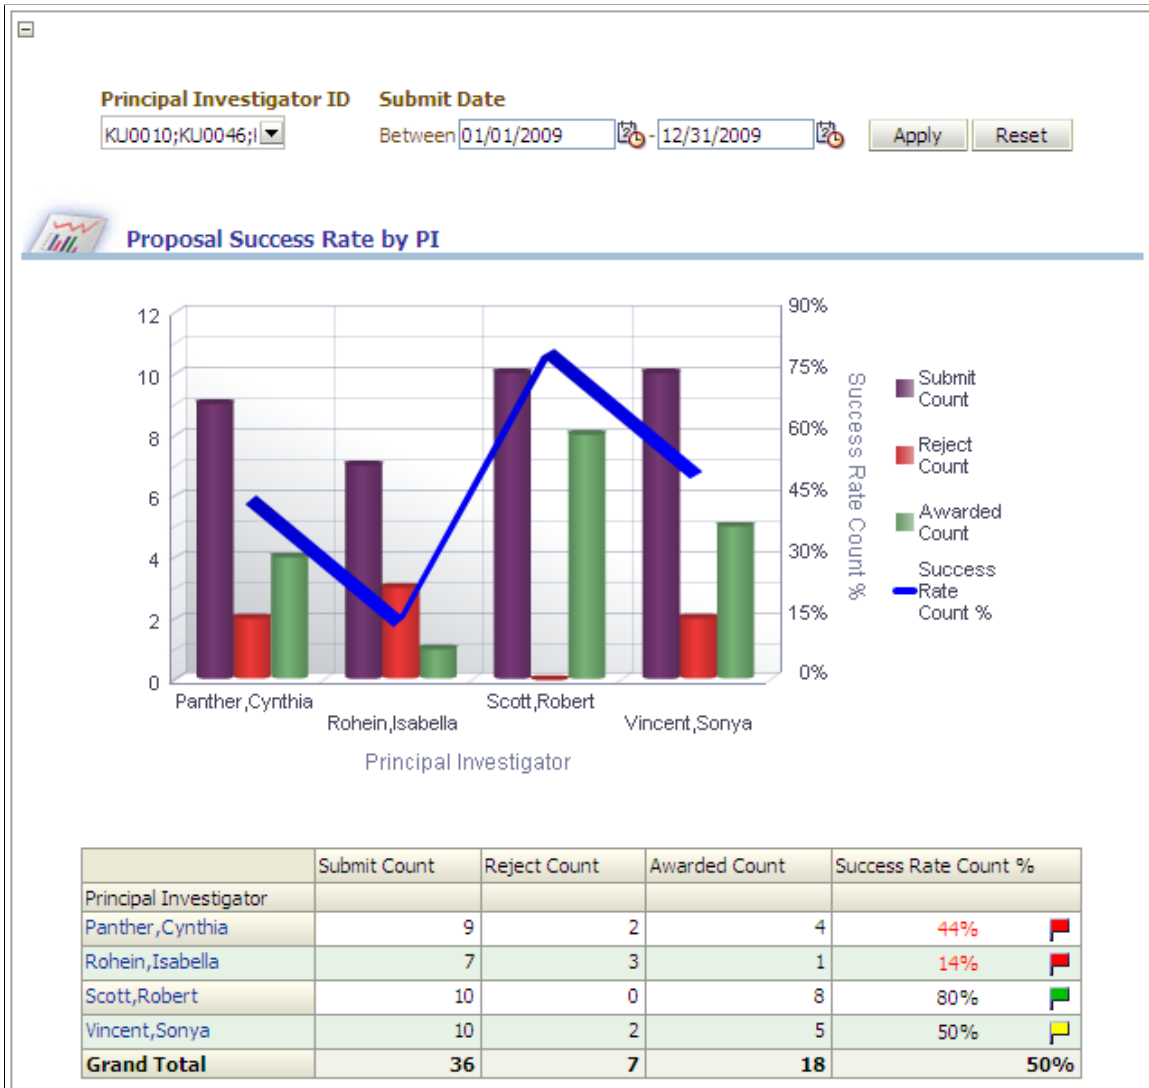 Principal Investigator ID Submit Date
KU0010;KU0046; Between 01/01/2009 - 12/31/2009 Apply Reset
Proposal Success Rate by PI
12
10
8
6
4
2
0
90%
75%
60%
45%
30%
15%
0%
Success Rate Count %
Submit
Count
Reject
Count
Awarded
Count
Success
Rate
Count %
Panther,Cynthia
Rohein,Isabella
Scott,Robert
Vincent,Sonya
Principal Investigator
Submit Count Reject Count Awarded Count Success Rate Count %
Principal Investigator
Panther,Cynthia 9 2 4 44%
Rohein,Isabella 7 3 1 14%
Scott,Robert 10 0 8 80%
Vincent,Sonya 10 2 5 50%
Grand Total 36 7 18 50%